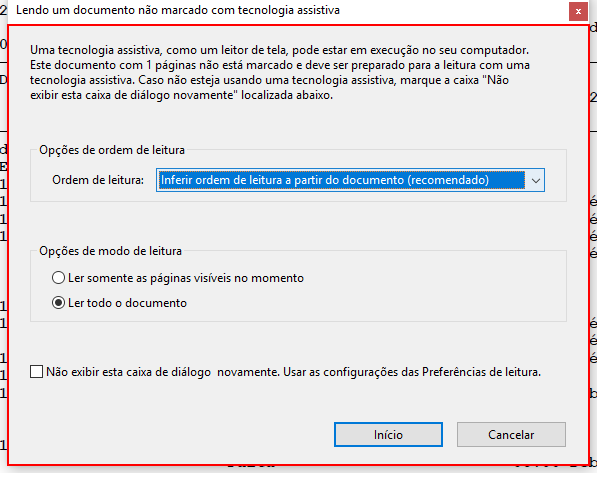 Lendo um documento não marcado com tecnologia assistiva
x
Uma tecnologia assistiva, como um leitor de tela, pode estar em execução no seu computador.
Este documento com 1 páginas não está marcado e deve ser preparado para a leitura com uma
tecnologia assistiva. Caso não esteja usando uma tecnologia assistiva, marque a caixa "Não
exibir esta caixa de diálogo novamente" localizada abaixo.
Opções de ordem de leitura
Ordem de leitura: Inferir ordem de leitura a partir do documento (recomendado)
Opções de modo de leitura
Ler somente as páginas visíveis no momento
Ler todo o documento
Não exibir esta caixa de diálogo  novamente. Usar as configurações das Preferências de leitura.
Início
Cancelar